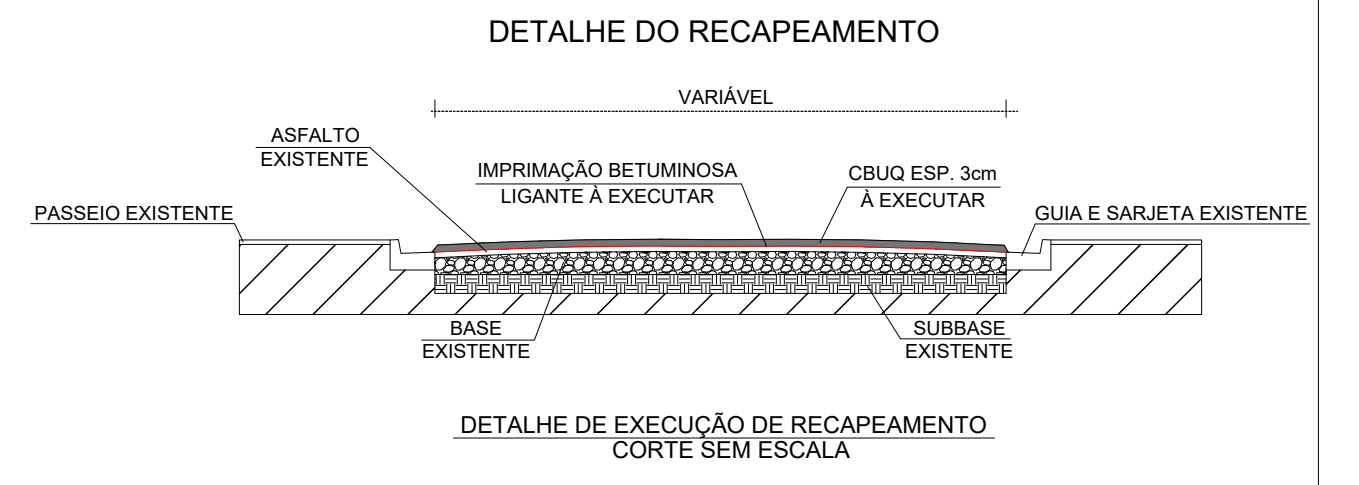 DETALHE DO RECAPEAMENTO
VARIÁVEL
ASFALTO
EXISTENTE
IMPRIMAÇÃO BETUMINOSA
LIGANTE À EXECUTAR
CBUQ ESP. 3cm
À EXECUTAR
PASSEIO EXISTENTE
GUIA E SARJETA EXISTENTE
BASE
EXISTENTE
SUBBASE
EXISTENTE
DETALHE DE EXECUÇÃO DE RECAPEAMENTO
CORTE SEM ESCALA